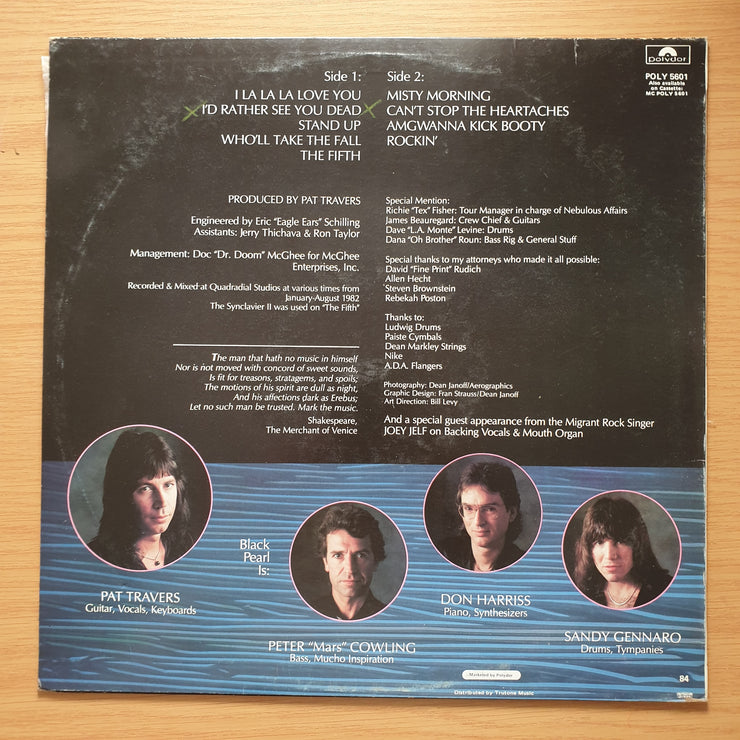 Polydor
POLY 5601
Also available
on Cassette:
MC POLY 5601
Side 1:
I LA LA LA LOVE YOU
I'D RATHER SEE YOU DEAD
STAND UP
WHO'LL TAKE THE FALL
THE FIFTH
Side 2:
MISTY MORNING
CAN'T STOP THE HEARTACHES
AMGWANNA KICK BOOTY
ROCKIN'
PRODUCED BY PAT TRAVERS
Engineered by Eric "Eagle Ears" Schilling
Assistants: Jerry Thichava & Ron Taylor
Management: Doc "Dr. Doom" McGhee for McGhee
Enterprises, Inc.
Recorded & Mixed at Quadradial Studios at various times from
January-August 1982
The Synclavier II was used on "The Fifth"
The man that hath no music in himself
Nor is not moved with concord of sweet sounds,
Is fit for treasons, stratagems, and spoils;
The motions of his spirit are dull as night,
And his affections dark as Erebus;
Let no such man be trusted. Mark the music.
Shakespeare,
The Merchant of Venice
Special Mention:
Richie "Tex" Fisher: Tour Manager in charge of Nebulous Affairs
James Beauregard: Crew Chief & Guitars
Dave "L.A. Monte" Levine: Drums
Dana "Oh Brother" Roun: Bass Rig & General Stuff
Special thanks to my attorneys who made it all possible:
David "Fine Print" Rudich
Allen Hecht
Steven Brownstein
Rebekah Poston
Thanks to:
Ludwig Drums
Paiste Cymbals
Dean Markley Strings
Nike
A.D.A. Flangers
Photography: Dean Janoff/Aerographics
Graphic Design: Fran Strauss/Dean Janoff
Art Direction: Bill Levy
And a special guest appearance from the Migrant Rock Singer
JOEY JELF on Backing Vocals & Mouth Organ
Black
Pearl
Is:
PAT TRAVERS
Guitar, Vocals, Keyboards
PETER "Mars" COWLING
Bass, Mucho Inspiration
DON HARRISS
Piano, Synthesizers
SANDY GENNARO
Drums, Tympanies
Marketed by Polydor
Distributed by Trutone Music
84